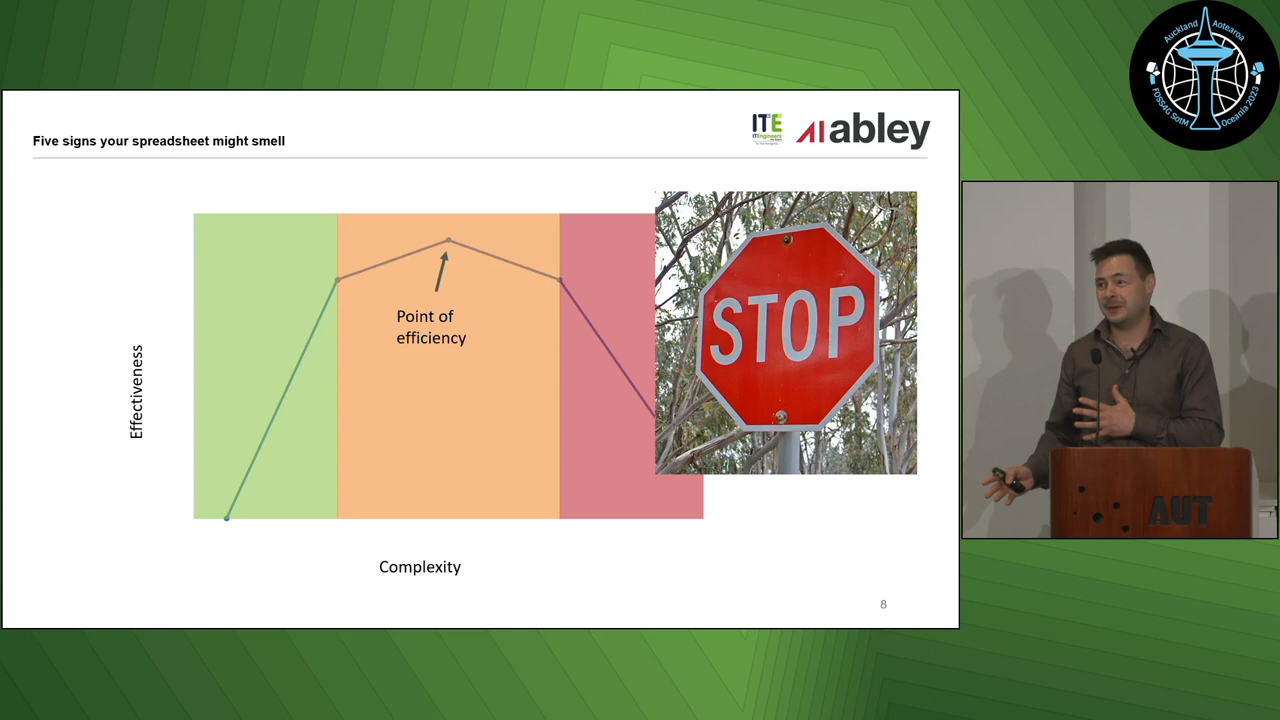 Auckland Aotearoa
FOSS4G SotM Oceania 2023
Five signs your spreadsheet might smell
ITE
ITEngineers
abley
STOP
Point of
efficiency
Effectiveness
Complexity
8
AUT